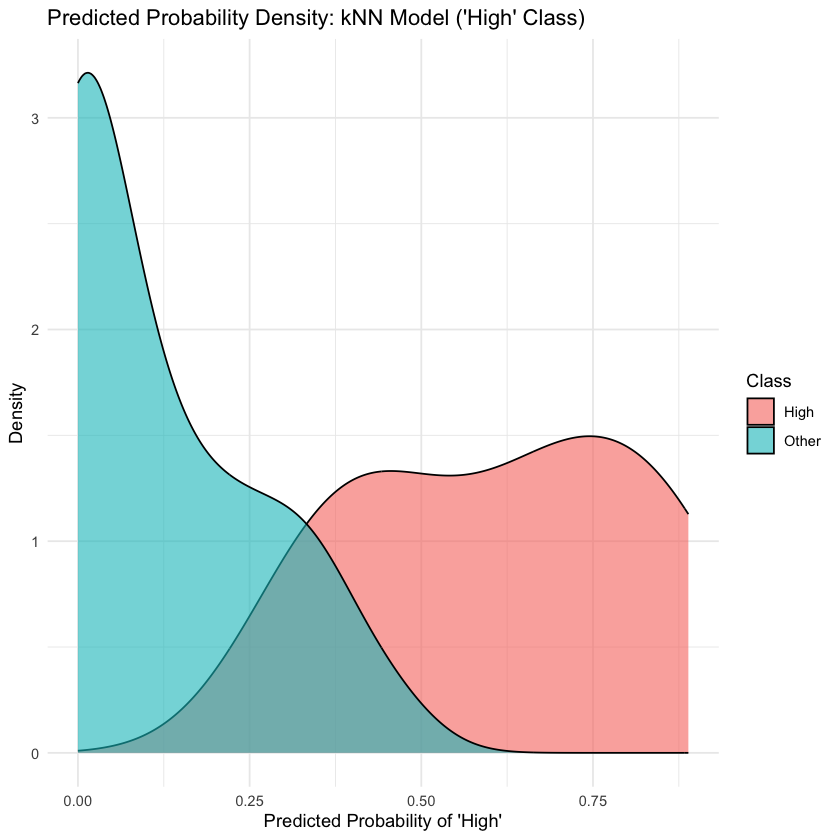 Predicted Probability Density: kNN Model ('High' Class)
3
2
1
0
Density
0.00 0.25 0.50 0.75
Predicted Probability of 'High'
Class
High
Other